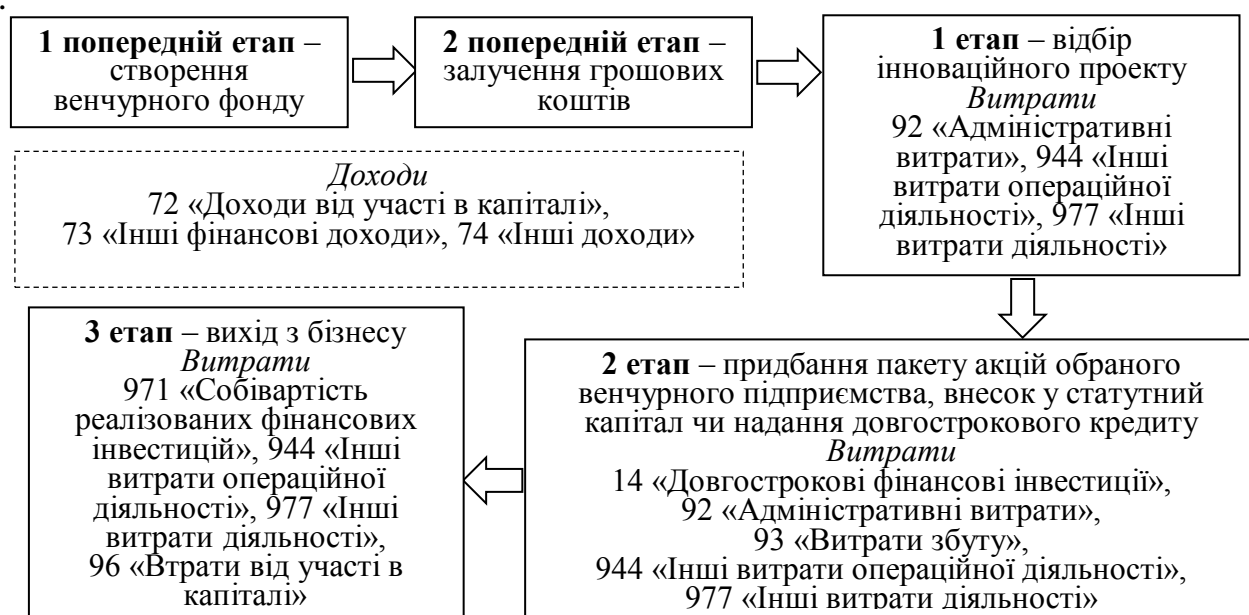 .
1 попередній етап –
створення
венчурного фонду
2 попередній етап –
залучення грошових
коштів
1 етап – відбір
інноваційного проекту
Витрати
92 «Адміністративні
витрати», 944 «Інші
витрати операційної
діяльності», 977 «Інші
витрати діяльності»
Доходи
72 «Доходи від участі в капіталі»,
73 «Інші фінансові доходи», 74 «Інші доходи»
3 етап – вихід з бізнесу
Витрати
971 «Собівартість
реалізованих фінансових
інвестицій», 944 «Інші
витрати операційної
діяльності», 977 «Інші
витрати діяльності»,
96 «Втрати від участі в
капіталі»
2 етап – придбання пакету акцій обраного
венчурного підприємства, внесок у статутний
капітал чи надання довгострокового кредиту
Витрати
14 «Довгострокові фінансові інвестиції»,
92 «Адміністративні витрати»,
93 «Витрати збуту»,
944 «Інші витрати операційної діяльності»,
977 «Інші витрати діяльності»